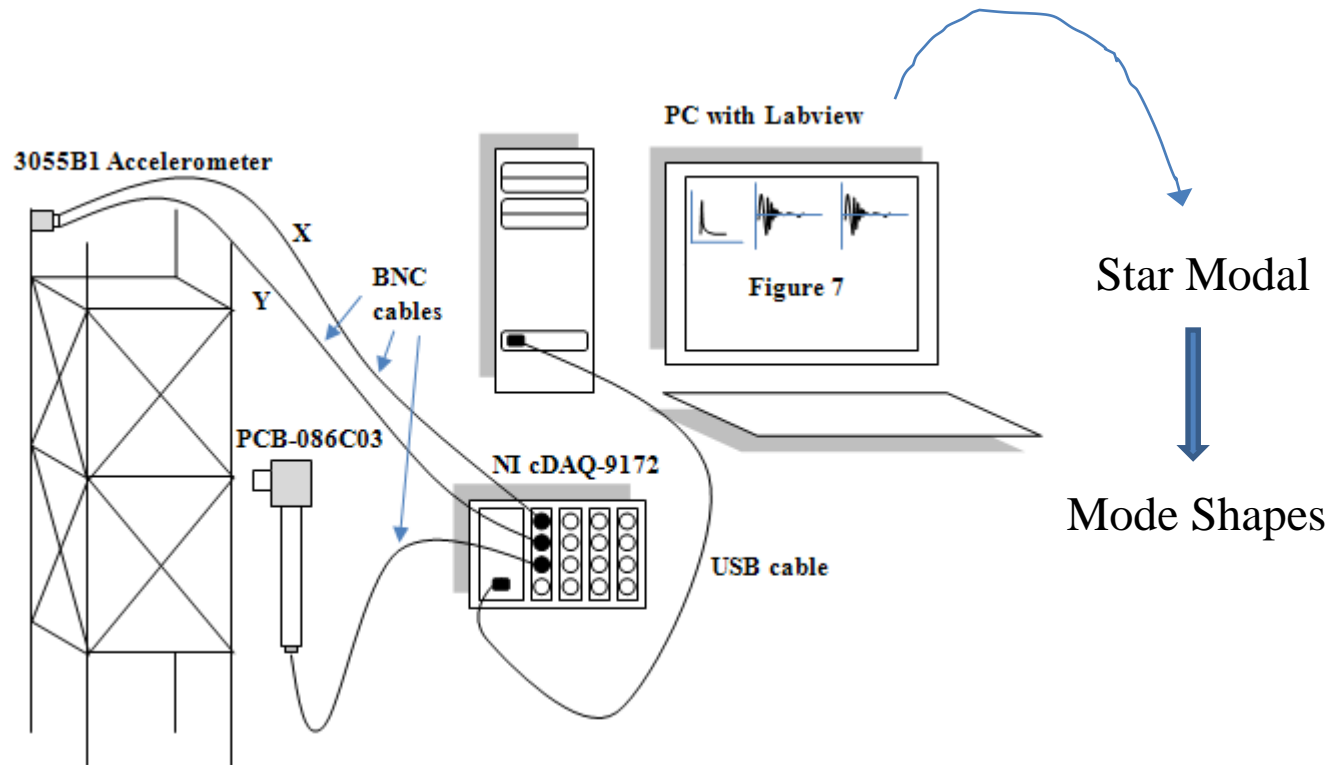 PC with Labview
3055B1 Accelerometer
X
Y
BNC
cables
Figure 7
Star Modal
PCB-086C03
NI cDAQ-9172
Mode Shapes
USB cable